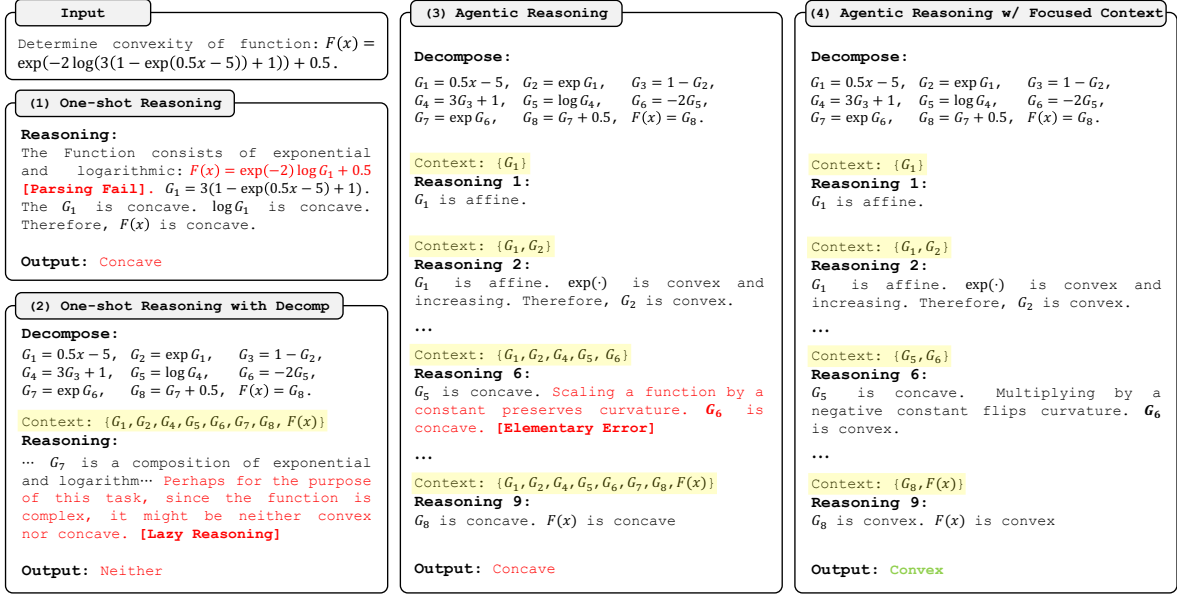 Input
Determine convexity of function: F(x) =
exp(−2 log(3(1 − exp(0.5x − 5)) + 1)) + 0.5.
(1) One-shot Reasoning
Reasoning:
The Function consists of exponential
and logarithmic: F(x) = exp(−2) log G₁ + 0.5
[Parsing Fail]. G₁ = 3(1 − exp(0.5x − 5) + 1).
The G₁ is concave. log G₁ is concave.
Therefore, F(x) is concave.
Output: Concave
(2) One-shot Reasoning with Decomp
Decompose:
G₁ = 0.5x − 5, G₂ = exp G₁, G₃ = 1 − G₂,
G₄ = 3G₃ + 1, G₅ = log G₄, G₆ = −2G₅,
G₇ = exp G₆, G₈ = G₇ + 0.5, F(x) = G₈.
Context: {G₁, G₂, G₄, G₅, G₆, G₇, G₈, F(x)}
Reasoning:
⋯ G₇ is a composition of exponential
and logarithm⋯ Perhaps for the purpose
of this task, since the function is
complex, it might be neither convex
nor concave. [Lazy Reasoning]
Output: Neither
(3) Agentic Reasoning
Decompose:
G₁ = 0.5x − 5, G₂ = exp G₁, G₃ = 1 − G₂,
G₄ = 3G₃ + 1, G₅ = log G₄, G₆ = −2G₅,
G₇ = exp G₆, G₈ = G₇ + 0.5, F(x) = G₈.
Context: {G₁}
Reasoning 1:
G₁ is affine.
Context: {G₁, G₂}
Reasoning 2:
G₁ is affine. exp(·) is convex and
increasing. Therefore, G₂ is convex.
...
Context: {G₁, G₂, G₄, G₅, G₆}
Reasoning 6:
G₅ is concave. Scaling a function by a
constant preserves curvature. G₆ is
concave. [Elementary Error]
...
Context: {G₁, G₂, G₄, G₅, G₆, G₇, G₈, F(x)}
Reasoning 9:
G₈ is concave. F(x) is concave
Output: Concave
(4) Agentic Reasoning w/ Focused Context
Decompose:
G₁ = 0.5x − 5, G₂ = exp G₁, G₃ = 1 − G₂,
G₄ = 3G₃ + 1, G₅ = log G₄, G₆ = −2G₅,
G₇ = exp G₆, G₈ = G₇ + 0.5, F(x) = G₈.
Context: {G₁}
Reasoning 1:
G₁ is affine.
Context: {G₁, G₂}
Reasoning 2:
G₁ is affine. exp(·) is convex and
increasing. Therefore, G₂ is convex.
...
Context: {G₅, G₆}
Reasoning 6:
G₅ is concave. Multiplying by a
negative constant flips curvature. G₆
is convex.
...
Context: {G₈, F(x)}
Reasoning 9:
G₈ is convex. F(x) is convex
Output: Convex